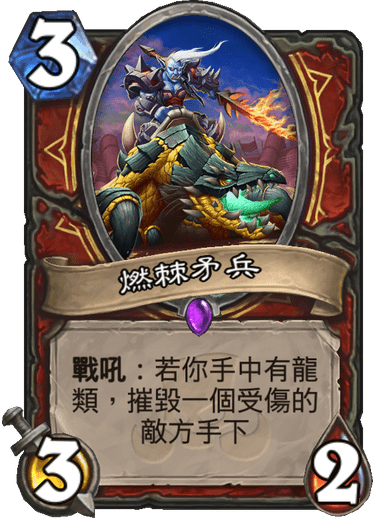 3
燃棘矛兵
戰吼：若你手中有龍
類，摧毀一個受傷的
敵方手下
3
2